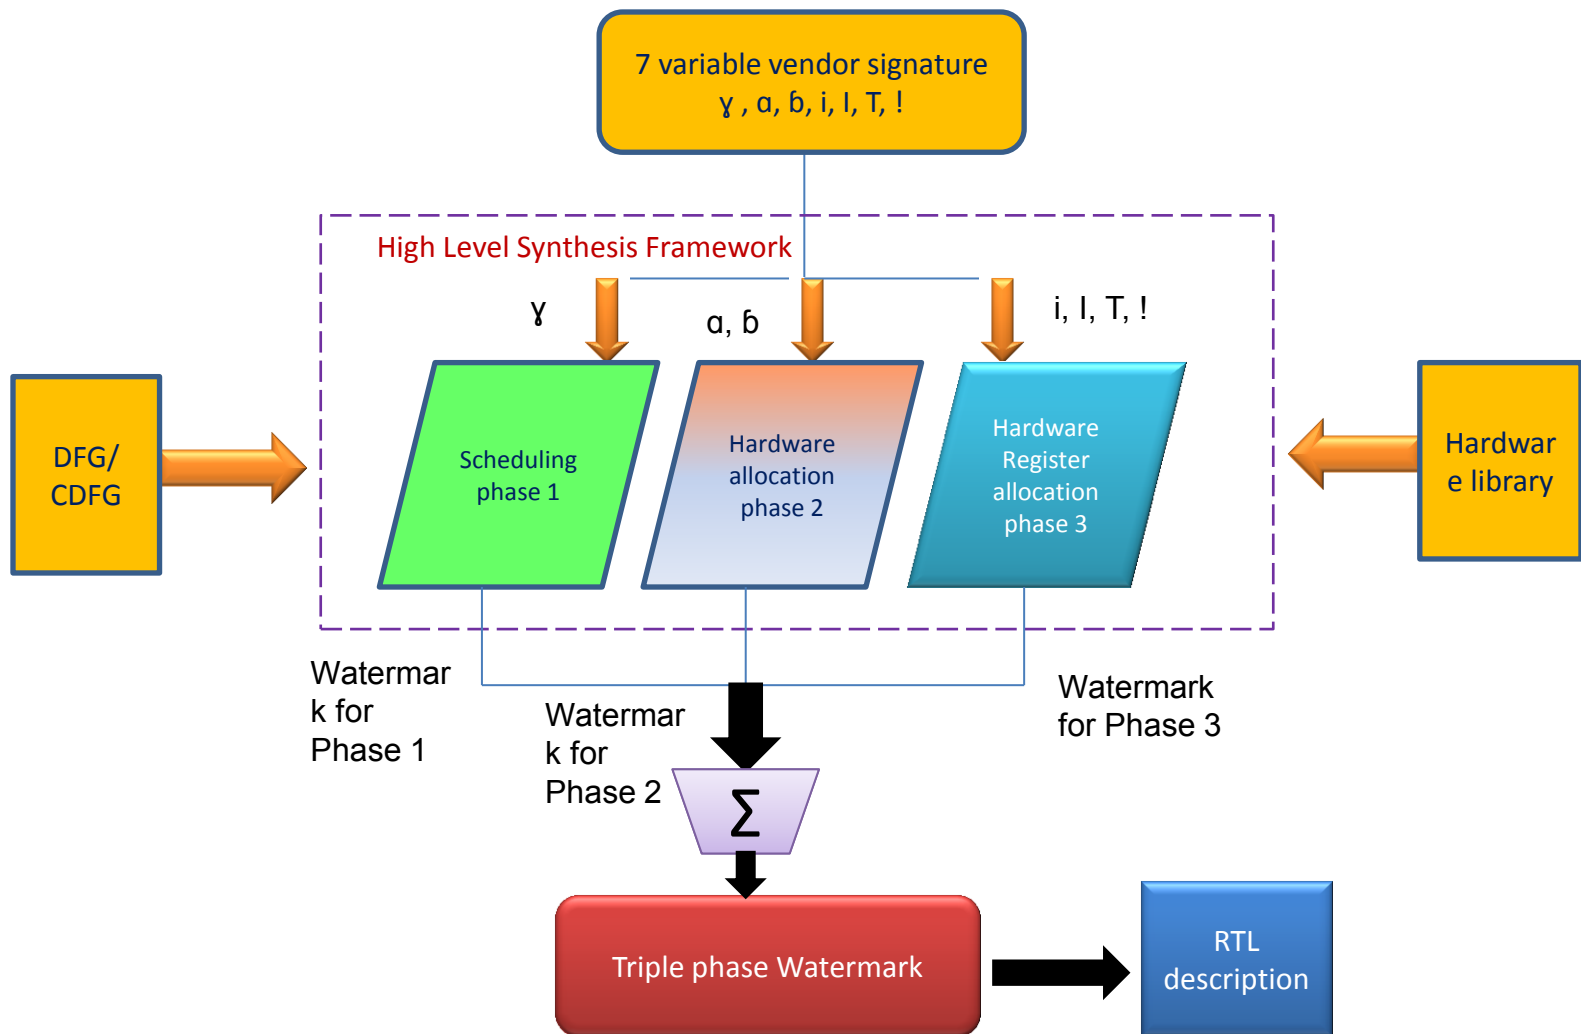 7 variable vendor signature
ɣ , ɑ, ɓ, i, I, T, !
High Level Synthesis Framework
ɣ
ɑ, ɓ
i, I, T, !
DFG/
CDFG
Scheduling
phase 1
Hardware
allocation
phase 2
Hardware
Register
allocation
phase 3
Hardwar
e library
Watermar
k for
Phase 1
Watermar
k for
Phase 2
Watermark
for Phase 3
Σ
Triple phase Watermark
RTL
description